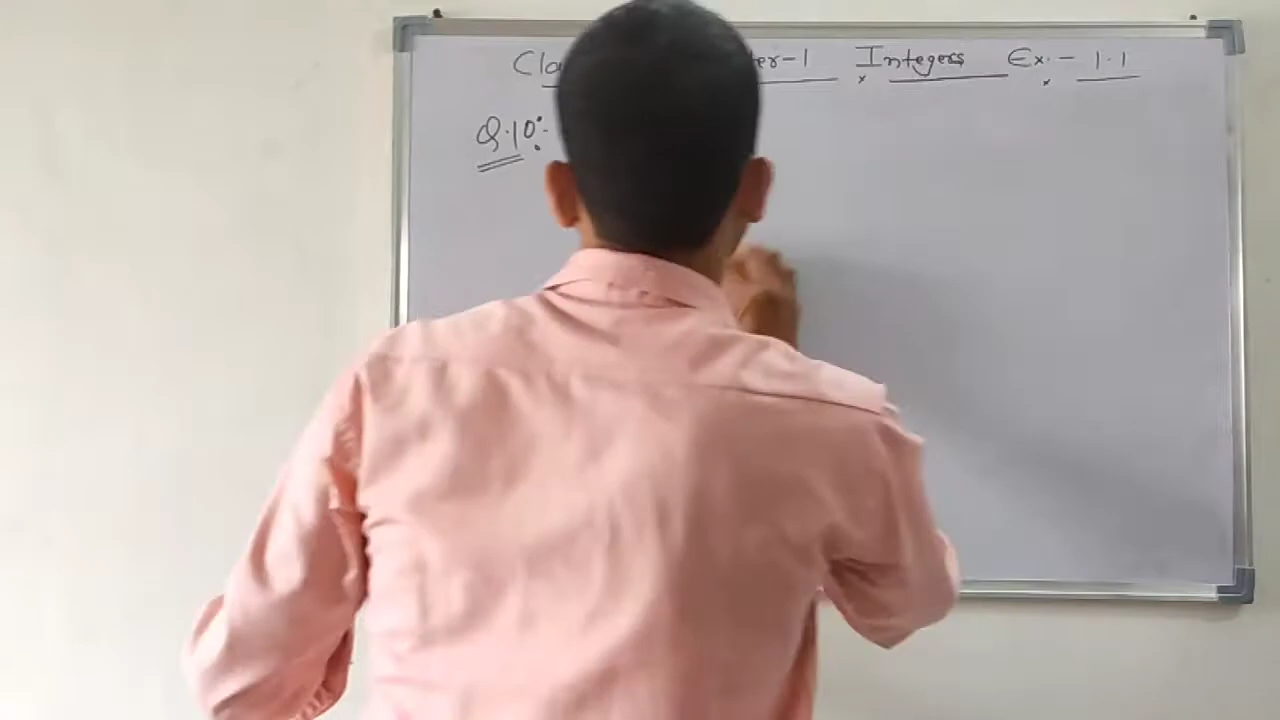 Cla ter-1 Integers Ex.- 1.1
Q.10:-